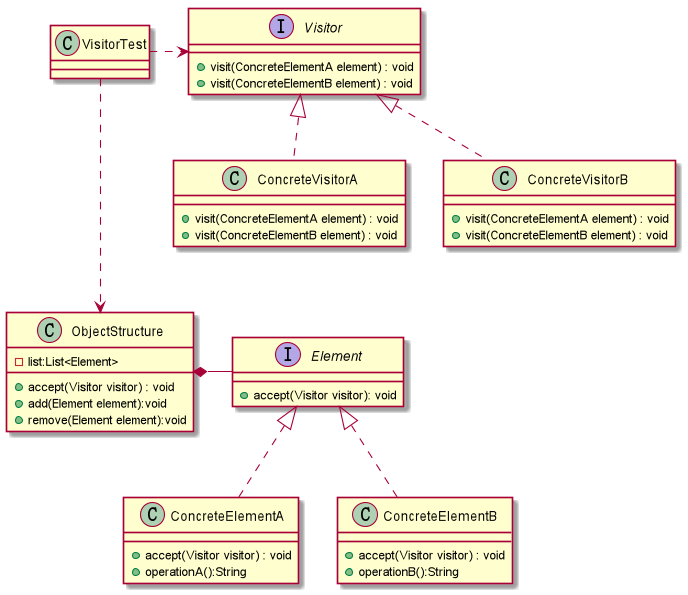 C VisitorTest
I Visitor
visit(ConcreteElementA element) : void
visit(ConcreteElementB element) : void
C ConcreteVisitorA
visit(ConcreteElementA element) : void
visit(ConcreteElementB element) : void
C ConcreteVisitorB
visit(ConcreteElementA element) : void
visit(ConcreteElementB element) : void
C ObjectStructure
list:List<Element>
accept(Visitor visitor) : void
add(Element element):void
remove(Element element):void
I Element
accept(Visitor visitor): void
C ConcreteElementA
accept(Visitor visitor) : void
operationA():String
C ConcreteElementB
accept(Visitor visitor) : void
operationB():String